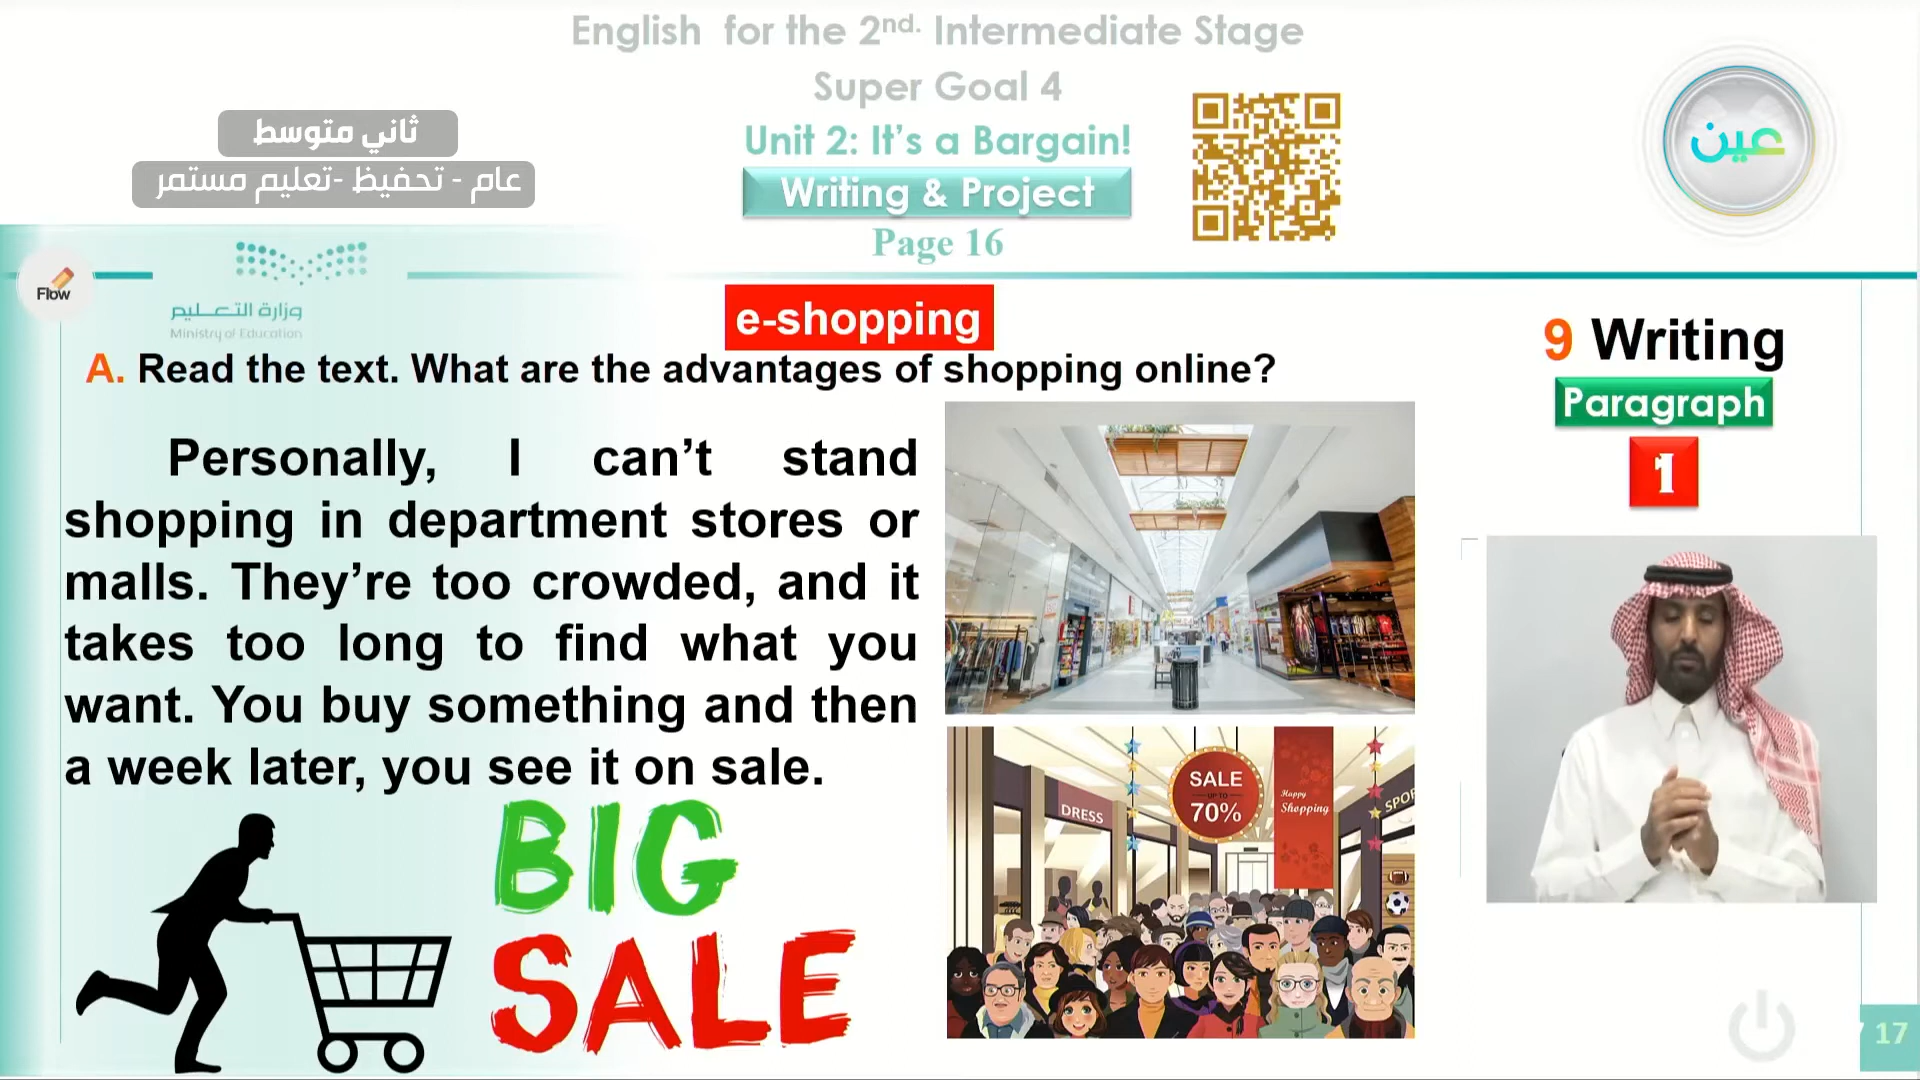 English for the 2nd. Intermediate Stage
Super Goal 4
ثاني متوسط
Unit 2: It’s a Bargain!
عين
عام - تحفيظ -تعليم مستمر
Writing & Project
Page 16
Flow
وزارة التعليم
Ministry of Education
e-shopping
9 Writing
A. Read the text. What are the advantages of shopping online?
Paragraph
1
Personally, I can’t stand
shopping in department stores or
malls. They’re too crowded, and it
takes too long to find what you
want. You buy something and then
a week later, you see it on sale.
BIG
SALE
SALE
UP TO
70%
Happy
Shopping
DRESS
SPOR
17